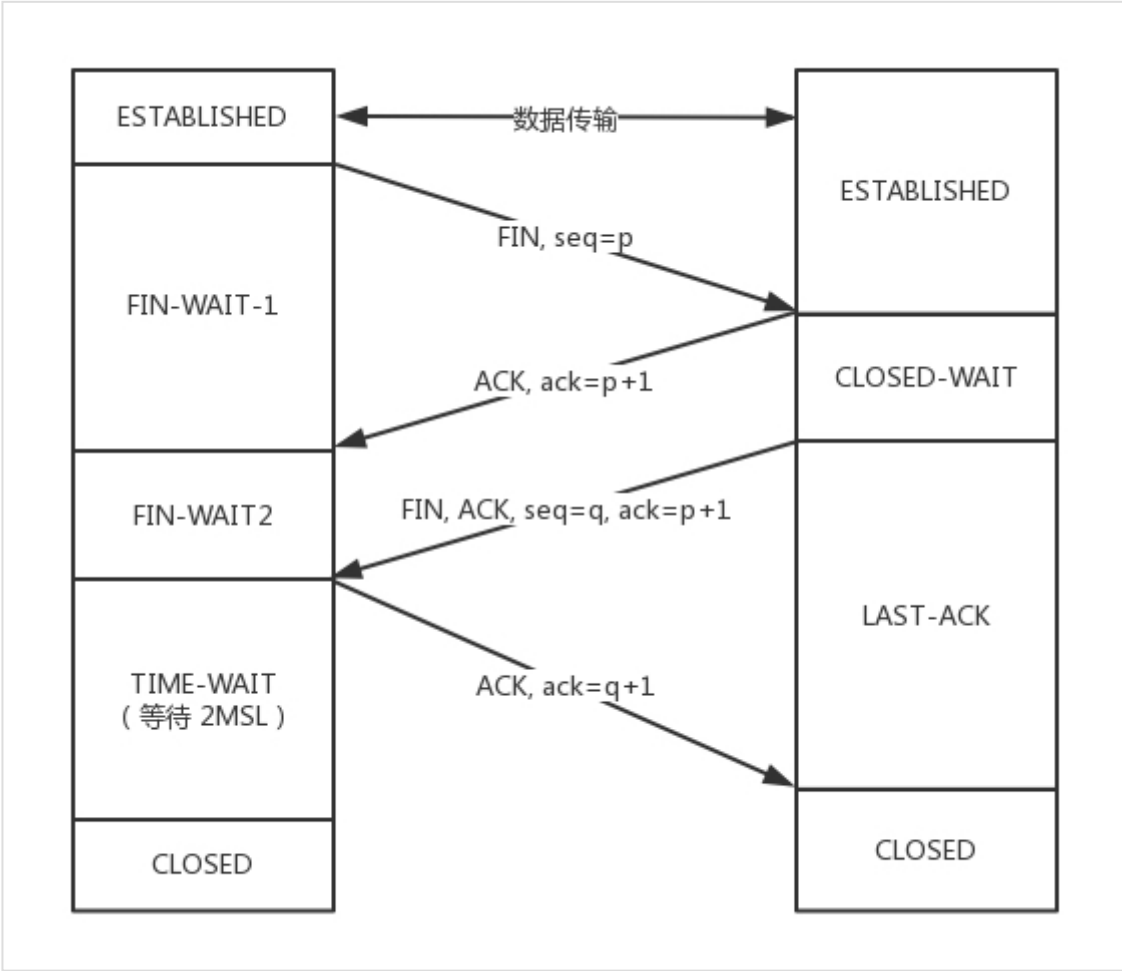 ESTABLISHED
数据传输
ESTABLISHED
FIN, seq=p
FIN-WAIT-1
ACK, ack=p+1
CLOSED-WAIT
FIN-WAIT2
FIN, ACK, seq=q, ack=p+1
LAST-ACK
TIME-WAIT
（等待 2MSL）
ACK, ack=q+1
CLOSED
CLOSED